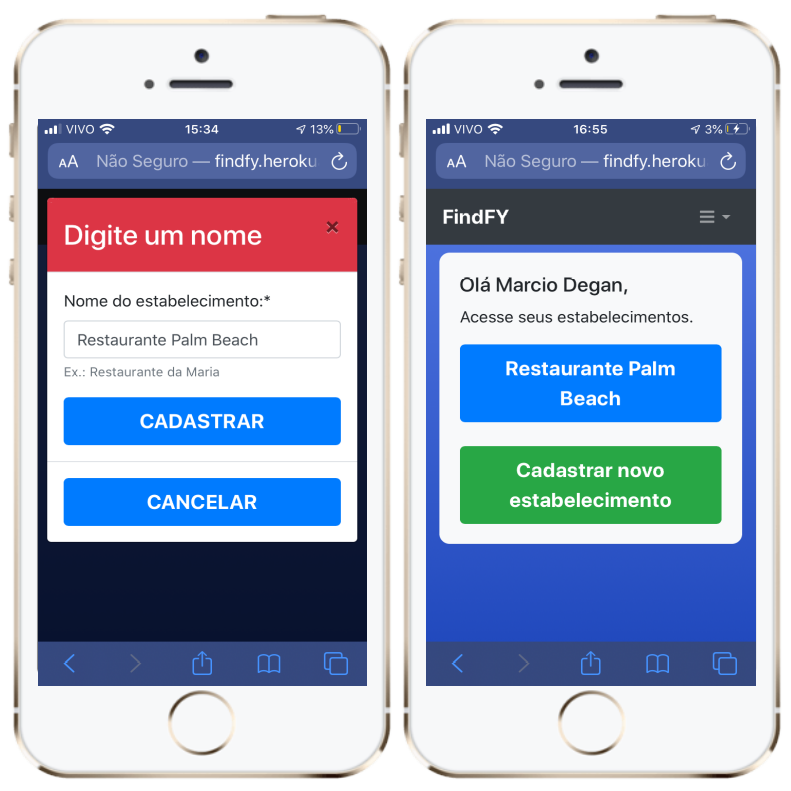 VIVO 15:34 13%
AA Não Seguro — findfy.heroku
Digite um nome ×
Nome do estabelecimento:*
Restaurante Palm Beach
Ex.: Restaurante da Maria
CADASTRAR
CANCELAR
VIVO 16:55 3%
AA Não Seguro — findfy.heroku
FindFY
Olá Marcio Degan,
Acesse seus estabelecimentos.
Restaurante Palm
Beach
Cadastrar novo
estabelecimento